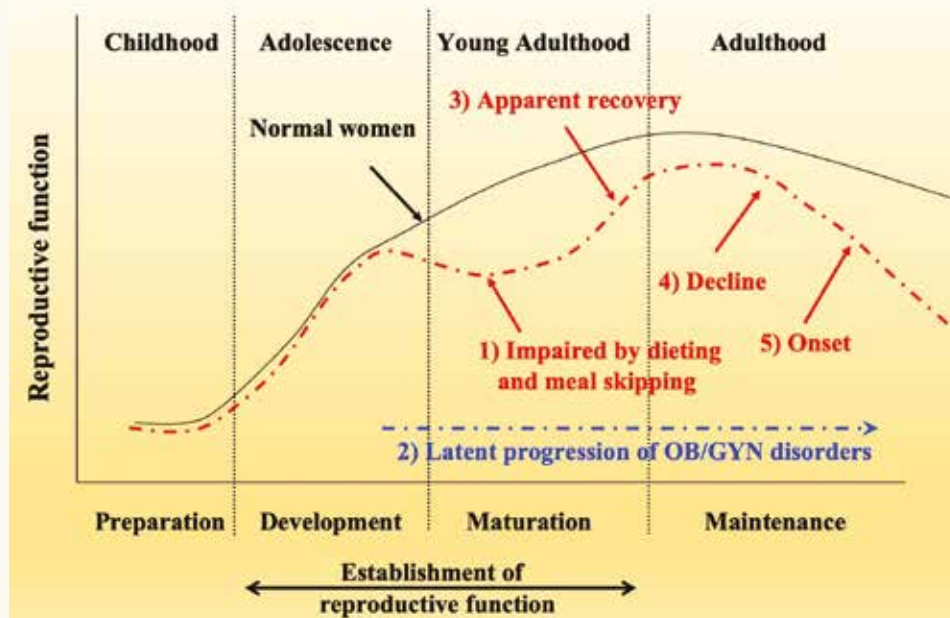 Childhood
Adolescence
Young Adulthood
Adulthood
3) Apparent recovery
Normal women
Reproductive function
4) Decline
1) Impaired by dieting
and meal skipping
5) Onset
2) Latent progression of OB/GYN disorders
Preparation
Development
Maturation
Maintenance
Establishment of
reproductive function